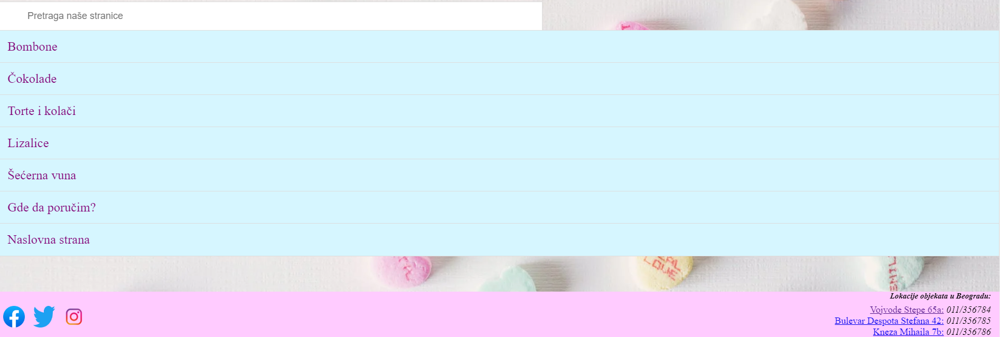 Pretraga naše stranice
Bombone
Čokolade
Torte i kolači
Lizalice
Šećerna vuna
Gde da poručim?
Naslovna strana
LOVE
Lokacije objekata u Beogradu:
Vojvode Stepe 65a: 011/356784
Bulevar Despota Stefana 42: 011/356785
Kneza Mihaila 7b: 011/356786